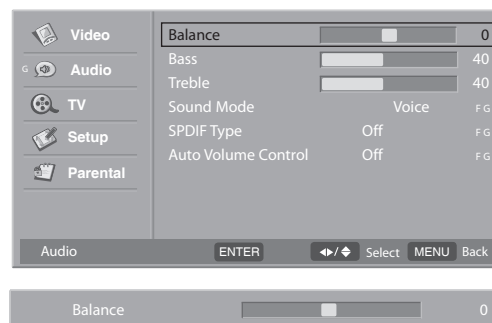 Video
G Audio
TV
Setup
Parental
Balance 0
Bass 40
Treble 40
Sound Mode Voice F G
SPDIF Type Off F G
Auto Volume Control Off F G
Audio ENTER / Select MENU Back
Balance 0